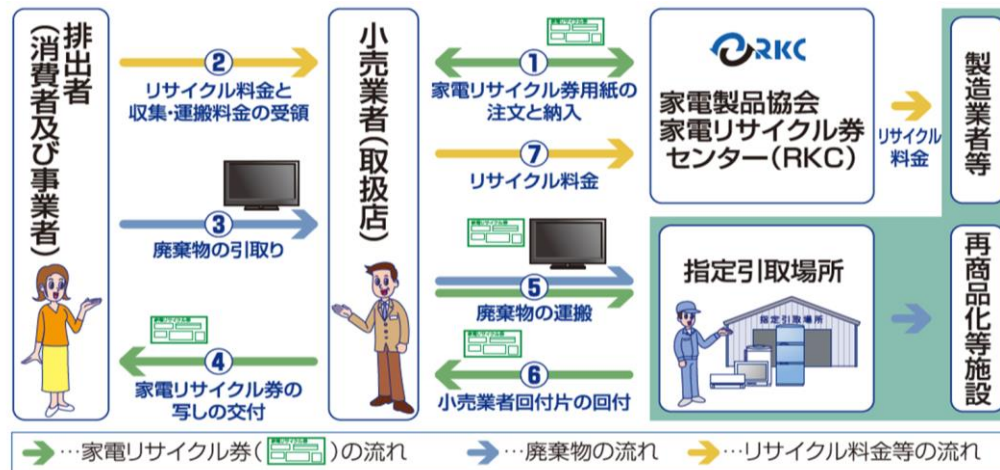 排出者
(消費者及び事業者)
②
リサイクル料金と
収集・運搬料金の受領
③
廃棄物の引取り
④
家電リサイクル券の
写しの交付
小売業者(取扱店)
①
家電リサイクル券用紙の
注文と納入
⑦
リサイクル料金
⑤
廃棄物の運搬
⑥
小売業者回付片の回付
RKC
家電製品協会
家電リサイクル券
センター(RKC)
リサイクル
料金
製造業者等
指定引取場所
指定引取場所
再商品化等施設
…家電リサイクル券( )の流れ
…廃棄物の流れ
…リサイクル料金等の流れ